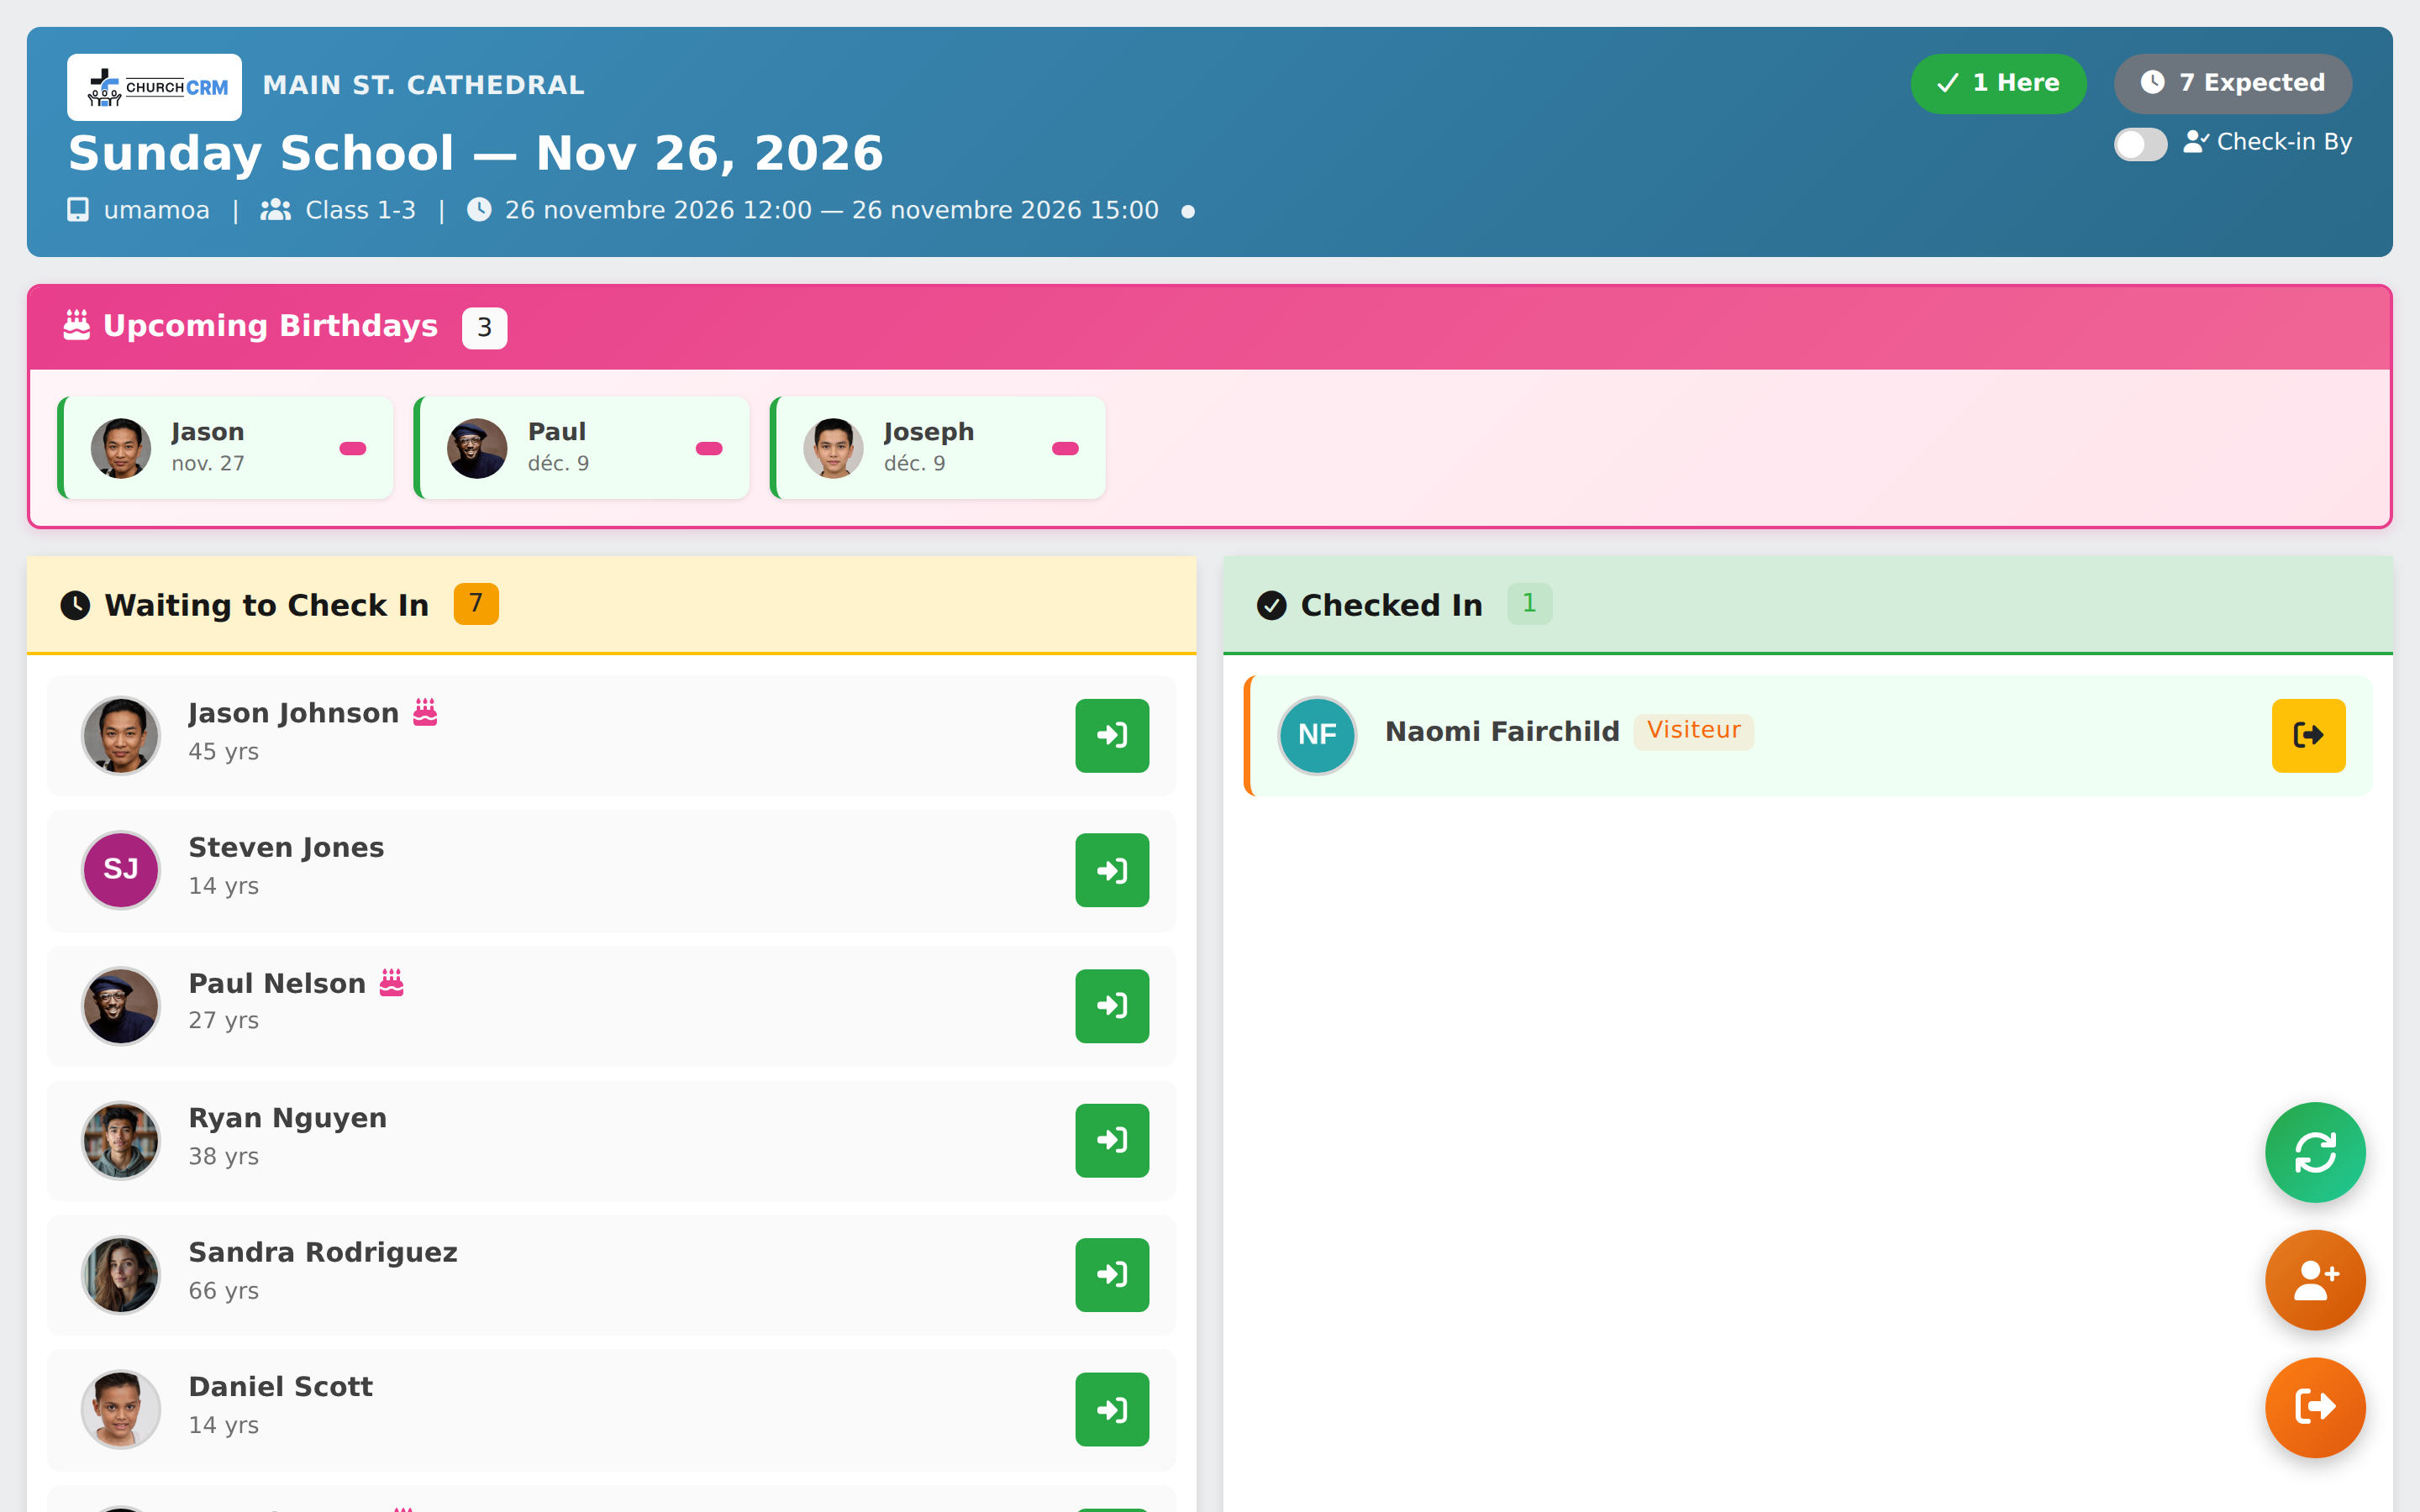 CHURCHCRM MAIN ST. CATHEDRAL
1 Here
7 Expected
Check-in By
Sunday School — Nov 26, 2026
umamoa | Class 1-3 | 26 novembre 2026 12:00 — 26 novembre 2026 15:00
Upcoming Birthdays 3
Jason
nov. 27
Paul
déc. 9
Joseph
déc. 9
Waiting to Check In 7
Jason Johnson
45 yrs
SJ
Steven Jones
14 yrs
Paul Nelson
27 yrs
Ryan Nguyen
38 yrs
Sandra Rodriguez
66 yrs
Daniel Scott
14 yrs
Checked In 1
NF
Naomi Fairchild Visiteur